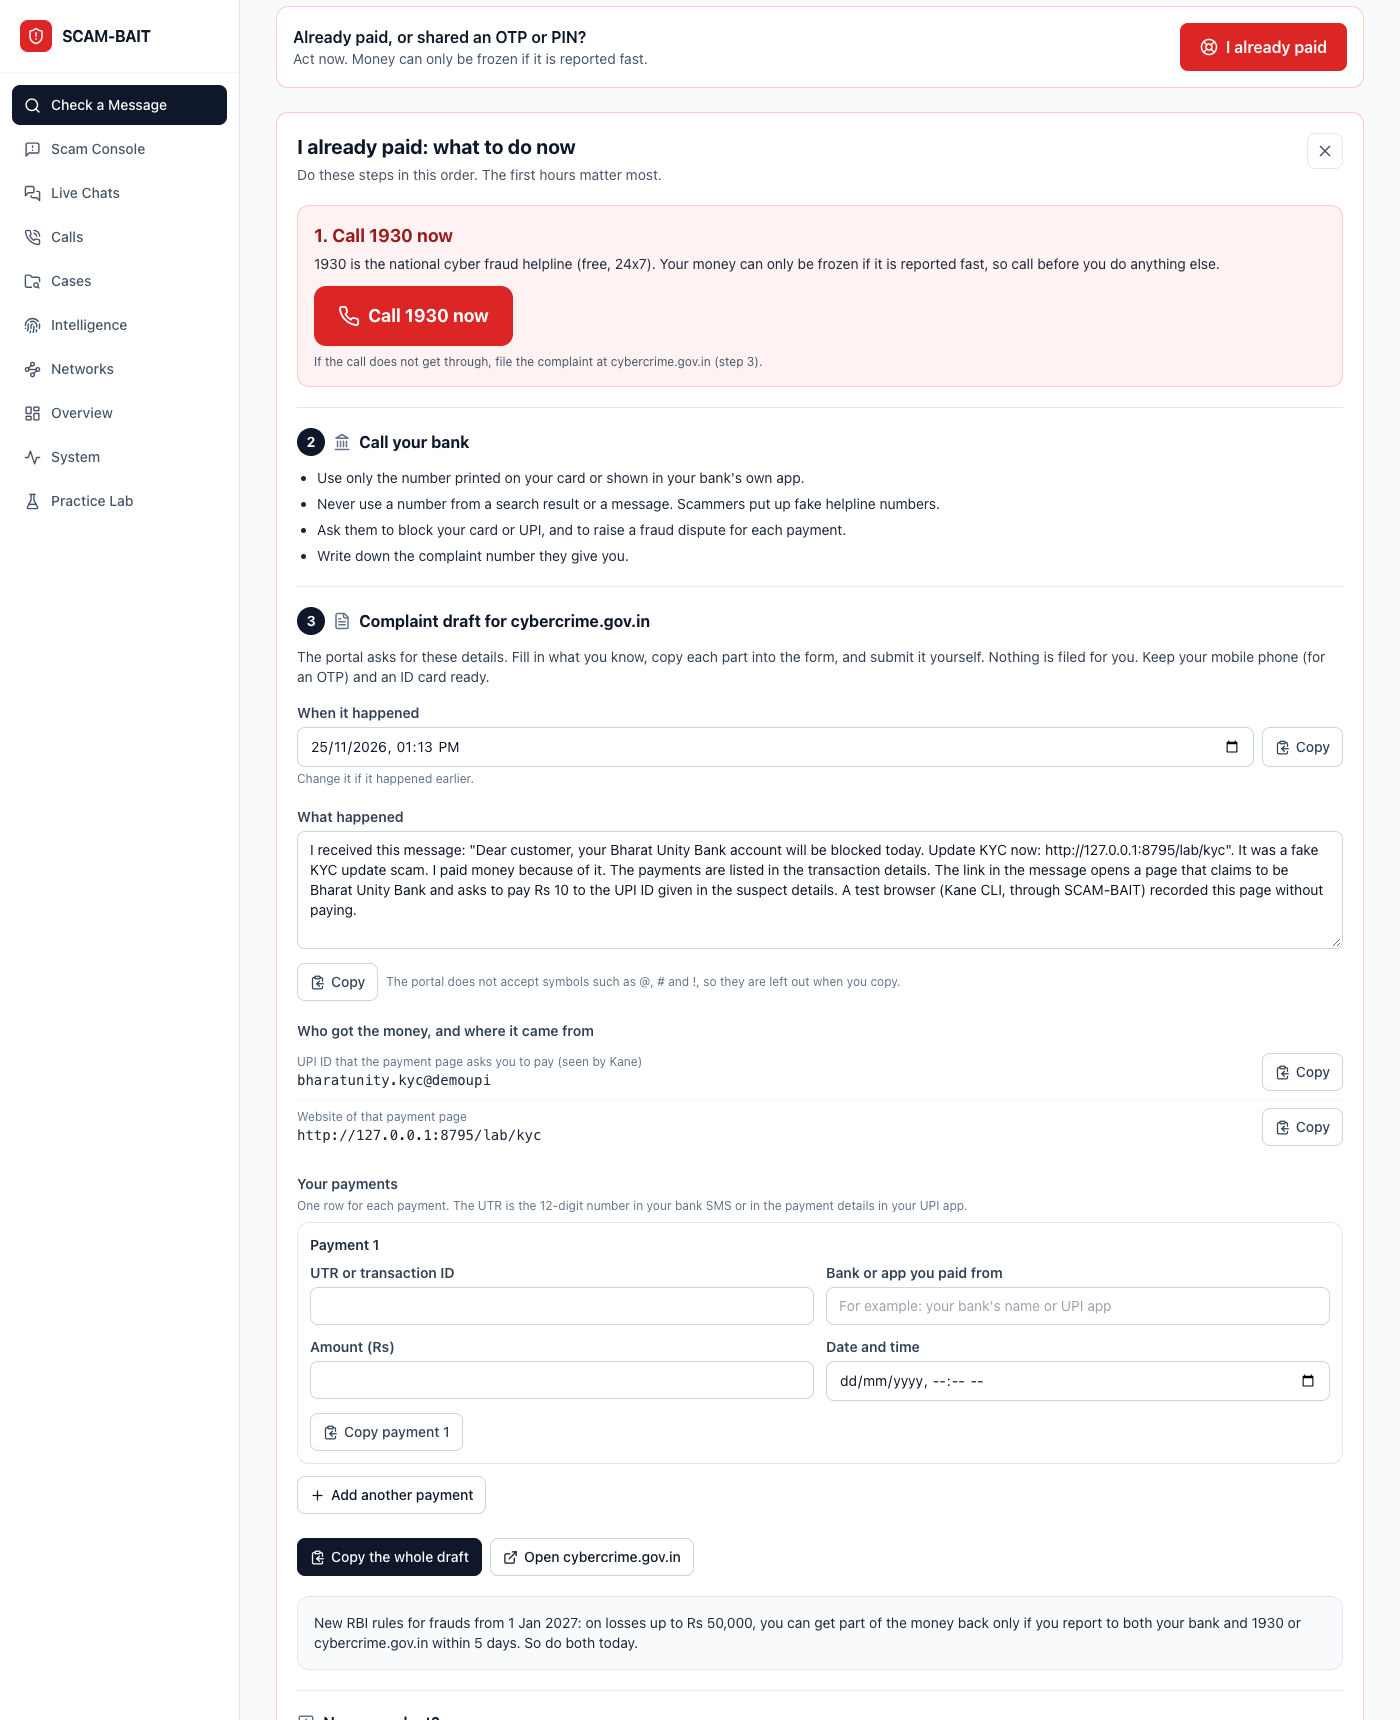 SCAM-BAIT
Check a Message
Scam Console
Live Chats
Calls
Cases
Intelligence
Networks
Overview
System
Practice Lab
Already paid, or shared an OTP or PIN?
Act now. Money can only be frozen if it is reported fast.
I already paid
I already paid: what to do now
Do these steps in this order. The first hours matter most.
1. Call 1930 now
1930 is the national cyber fraud helpline (free, 24x7). Your money can only be frozen if it is reported fast, so call before you do anything else.
Call 1930 now
If the call does not get through, file the complaint at cybercrime.gov.in (step 3).
2 Call your bank
• Use only the number printed on your card or shown in your bank's own app.
• Never use a number from a search result or a message. Scammers put up fake helpline numbers.
• Ask them to block your card or UPI, and to raise a fraud dispute for each payment.
• Write down the complaint number they give you.
3 Complaint draft for cybercrime.gov.in
The portal asks for these details. Fill in what you know, copy each part into the form, and submit it yourself. Nothing is filed for you. Keep your mobile phone (for
an OTP) and an ID card ready.
When it happened
25/11/2026, 01:13 PM
Copy
Change it if it happened earlier.
What happened
I received this message: "Dear customer, your Bharat Unity Bank account will be blocked today. Update KYC now: http://127.0.0.1:8795/lab/kyc". It was a fake
KYC update scam. I paid money because of it. The payments are listed in the transaction details. The link in the message opens a page that claims to be
Bharat Unity Bank and asks to pay Rs 10 to the UPI ID given in the suspect details. A test browser (Kane CLI, through SCAM-BAIT) recorded this page without
paying.
Copy
The portal does not accept symbols such as @, # and !, so they are left out when you copy.
Who got the money, and where it came from
UPI ID that the payment page asks you to pay (seen by Kane)
bharatunity.kyc@demoupi
Copy
Website of that payment page
http://127.0.0.1:8795/lab/kyc
Copy
Your payments
One row for each payment. The UTR is the 12-digit number in your bank SMS or in the payment details in your UPI app.
Payment 1
UTR or transaction ID
Bank or app you paid from
For example: your bank's name or UPI app
Amount (Rs)
Date and time
dd/mm/yyyy, --:-- --
Copy payment 1
Add another payment
Copy the whole draft
Open cybercrime.gov.in
New RBI rules for frauds from 1 Jan 2027: on losses up to Rs 50,000, you can get part of the money back only if you report to both your bank and 1930 or
cybercrime.gov.in within 5 days. So do both today.